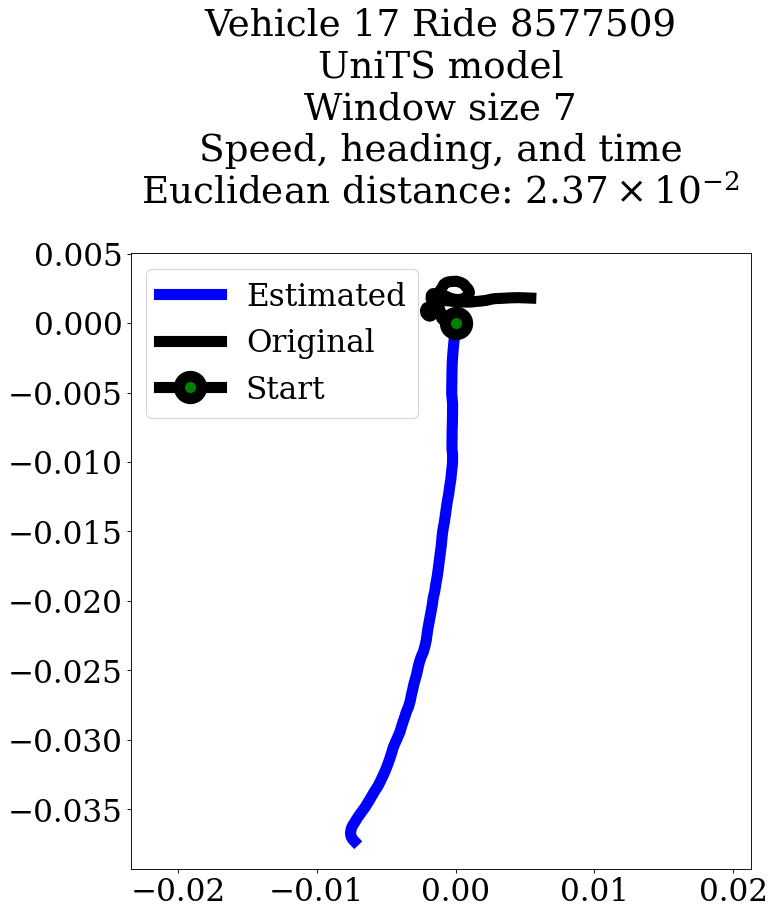 Vehicle 17 Ride 8577509
UniTS model
Window size 7
Speed, heading, and time
Euclidean distance: 2.37 × 10⁻²
0.005
0.000
−0.005
−0.010
−0.015
−0.020
−0.025
−0.030
−0.035
Estimated
Original
Start
−0.02 −0.01 0.00 0.01 0.02